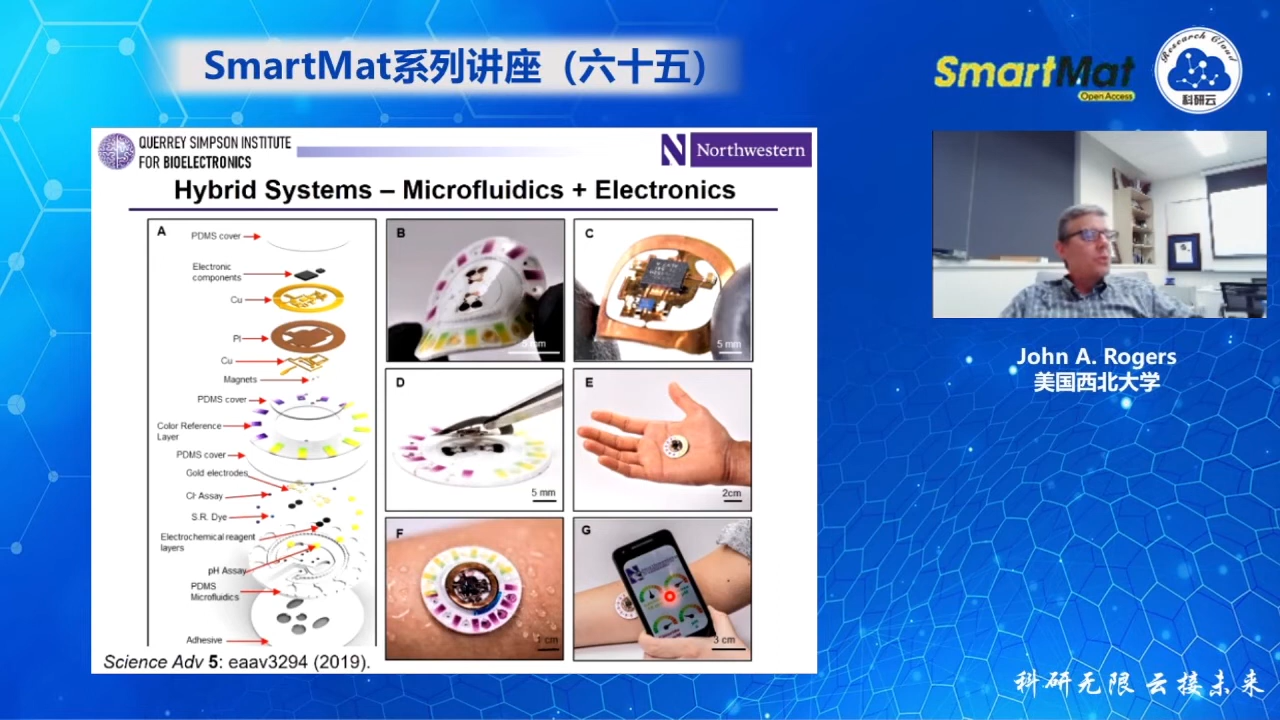 SmartMat系列讲座（六十五）
SmartMat
Open Access
Research Cloud
科研云
QUERREY SIMPSON INSTITUTE
FOR BIOELECTRONICS
N Northwestern
Hybrid Systems – Microfluidics + Electronics
A
PDMS cover
Electronic
components
Cu
PI
Cu
Magnets
PDMS cover
Color Reference
Layer
PDMS cover
Gold electrodes
Cl- Assay
S.R. Dye
Electrochemical reagent
layers
pH Assay
PDMS
Microfluidics
Adhesive
B
5 mm
C
5 mm
D
5 mm
E
2cm
F
1 cm
G
3 cm
Science Adv 5: eaav3294 (2019).
John A. Rogers
美国西北大学
科研无限 云接未来